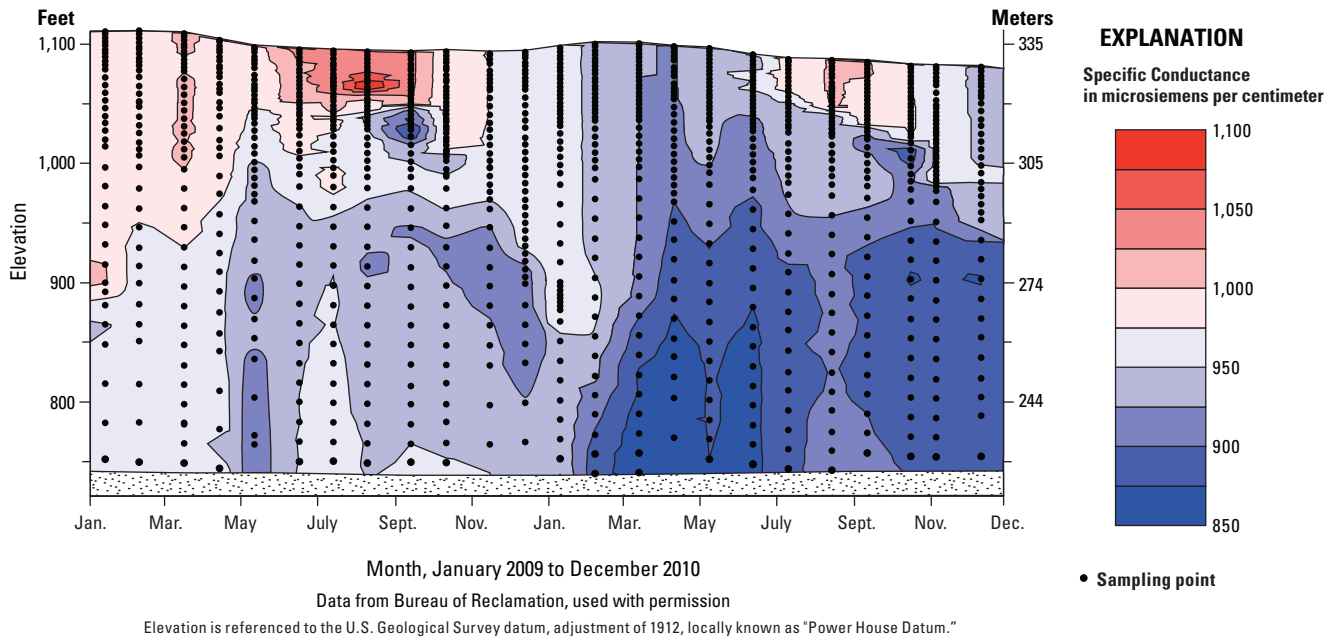 Feet
Meters
1,100
1,000
900
800
Elevation
335
305
274
244
Jan. Mar. May July Sept. Nov. Jan. Mar. May July Sept. Nov. Dec.
Month, January 2009 to December 2010
Data from Bureau of Reclamation, used with permission
Elevation is referenced to the U.S. Geological Survey datum, adjustment of 1912, locally known as "Power House Datum."
EXPLANATION
Specific Conductance
in microsiemens per centimeter
1,100
1,050
1,000
950
900
850
Sampling point